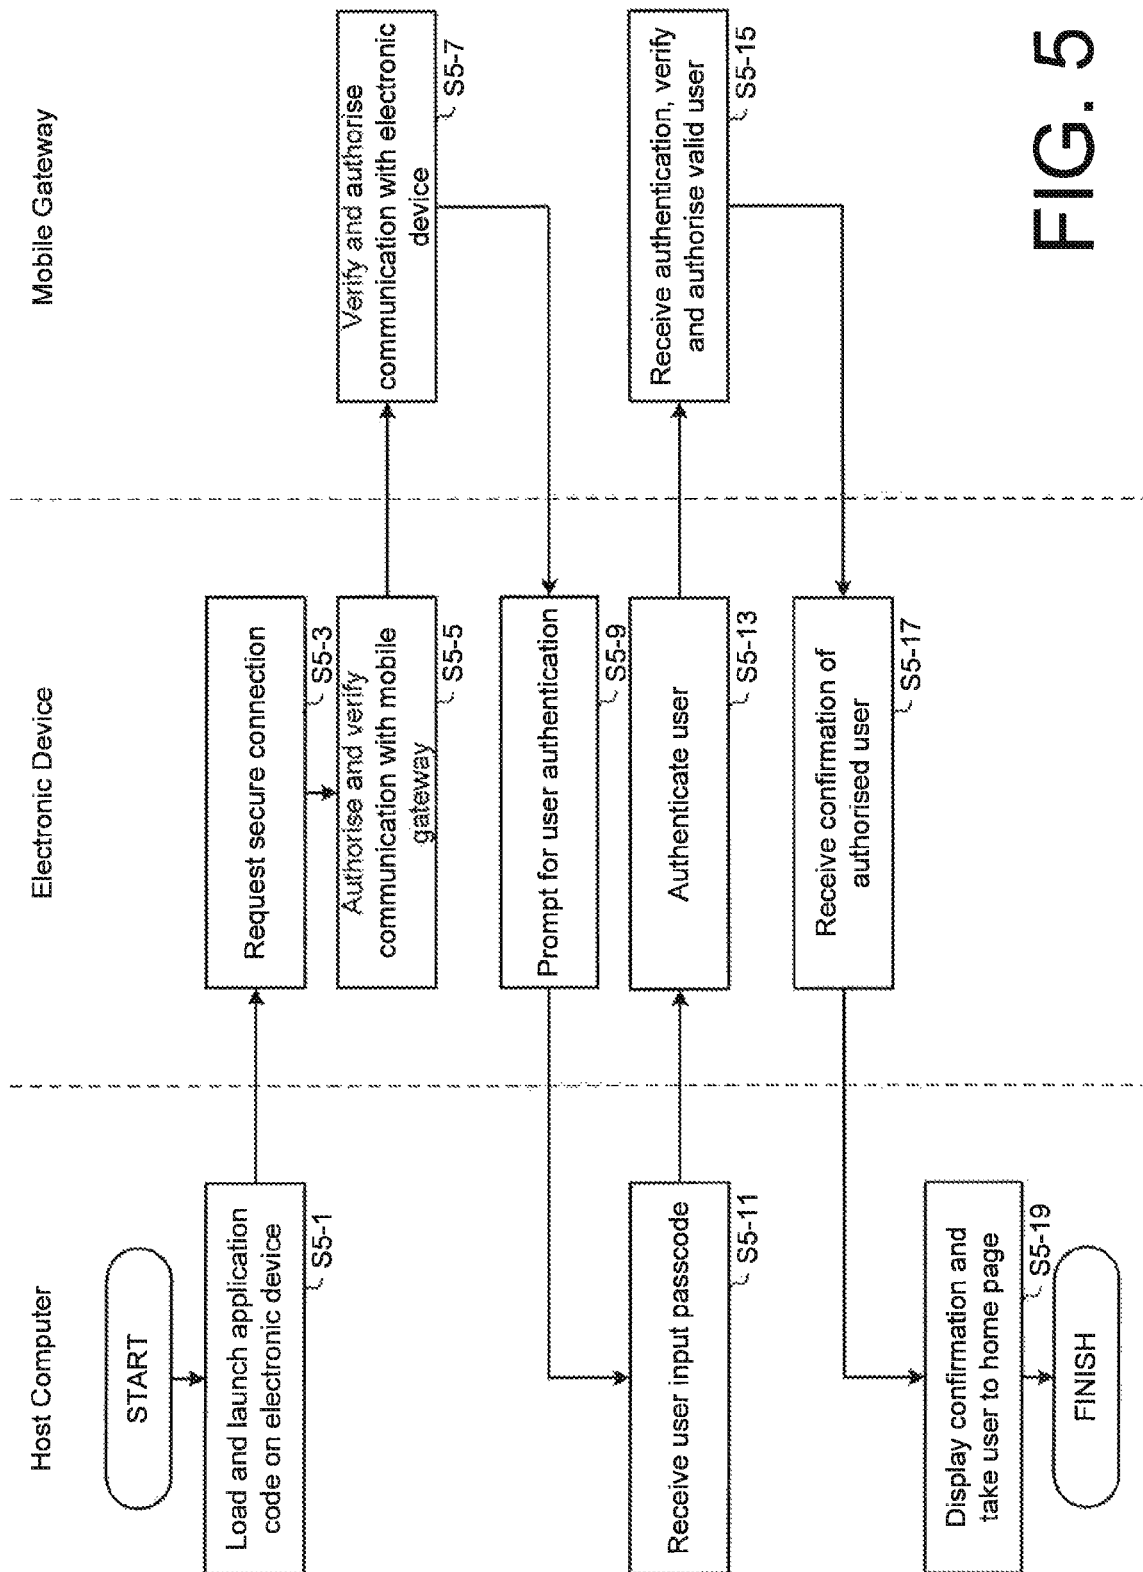 Host Computer
Electronic Device
Mobile Gateway
START
Load and launch application
code on electronic device
S5-1
Request secure connection
S5-3
Authorise and verify
communication with mobile
gateway
S5-5
Verify and authorise
communication with electronic
device
S5-7
Prompt for user authentication
S5-9
Receive user input passcode
S5-11
Authenticate user
S5-13
Receive authentication, verify
and authorise valid user
S5-15
Receive confirmation of
authorised user
S5-17
Display confirmation and
take user to home page
S5-19
FINISH
FIG. 5